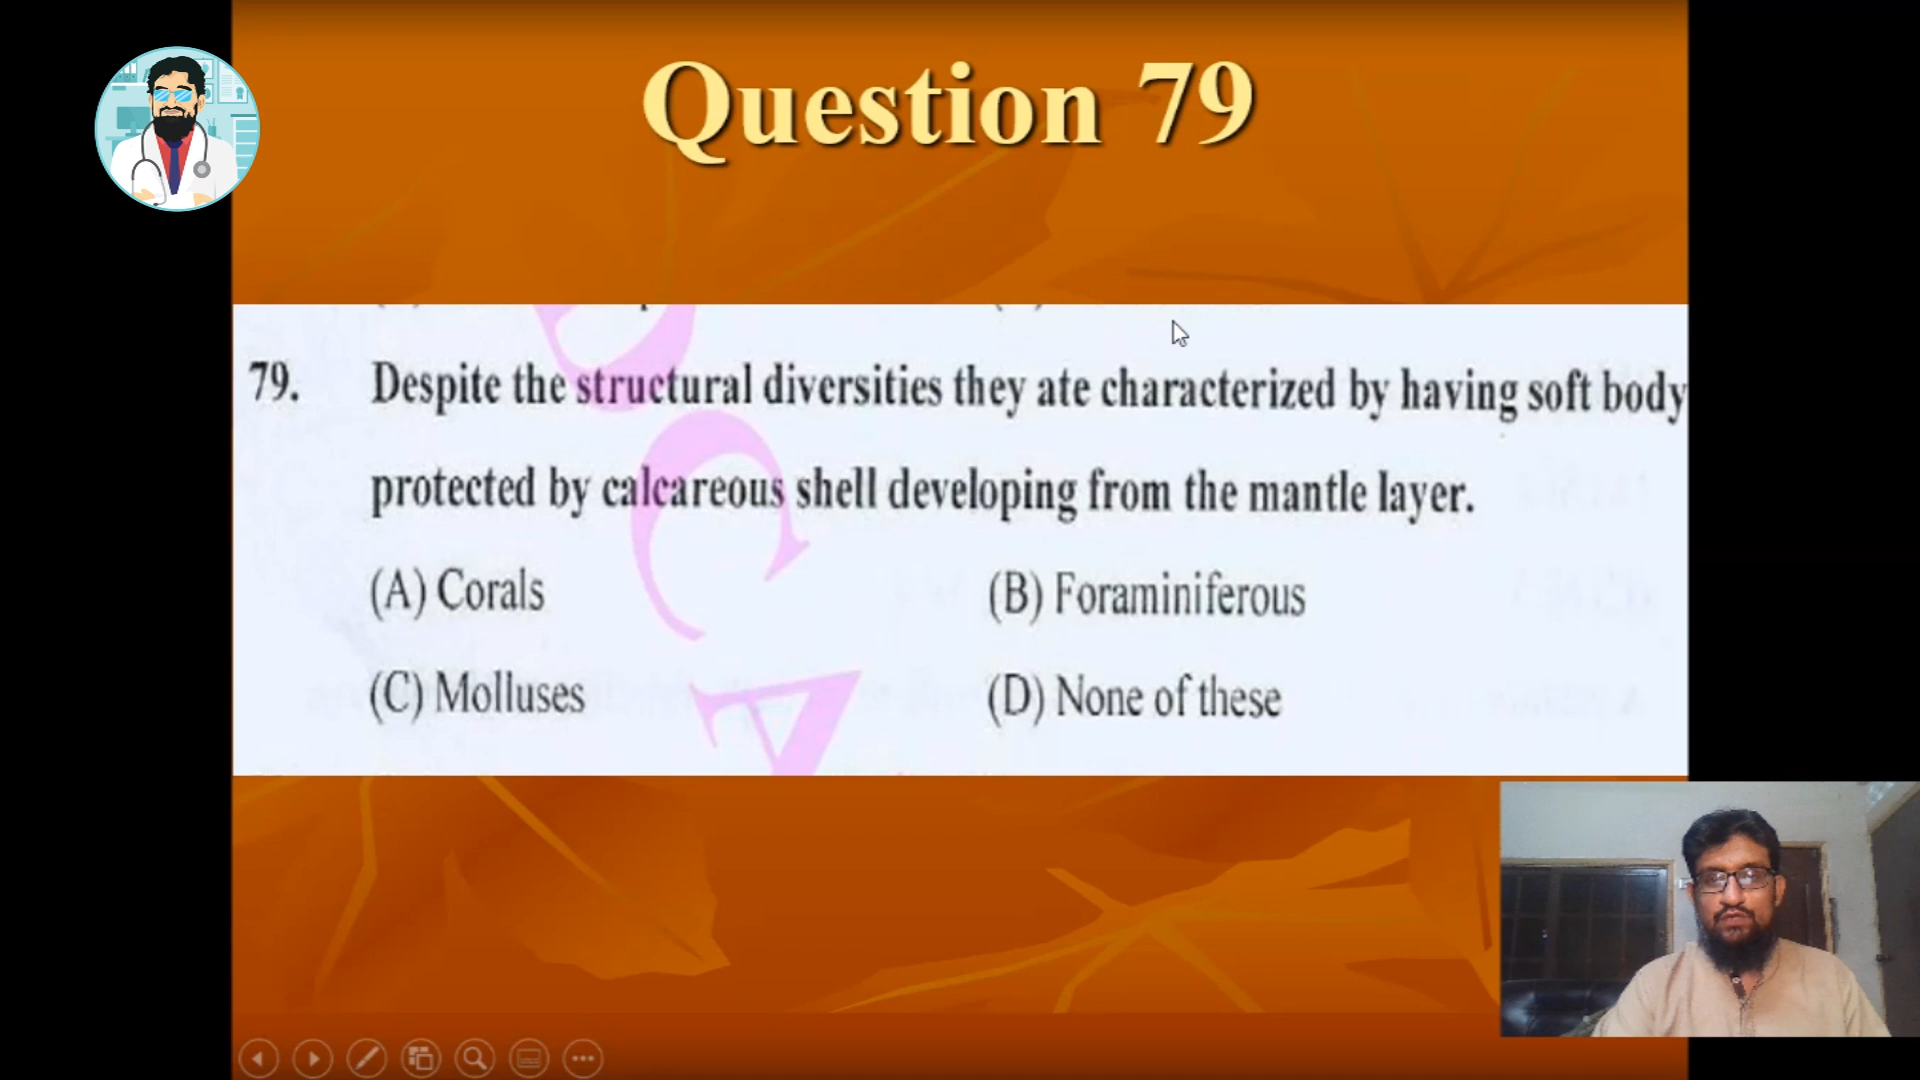 Question 79
79. Despite the structural diversities they ate characterized by having soft body
protected by calcareous shell developing from the mantle layer.
(A) Corals (B) Foraminiferous
(C) Molluses (D) None of these
D
C
A